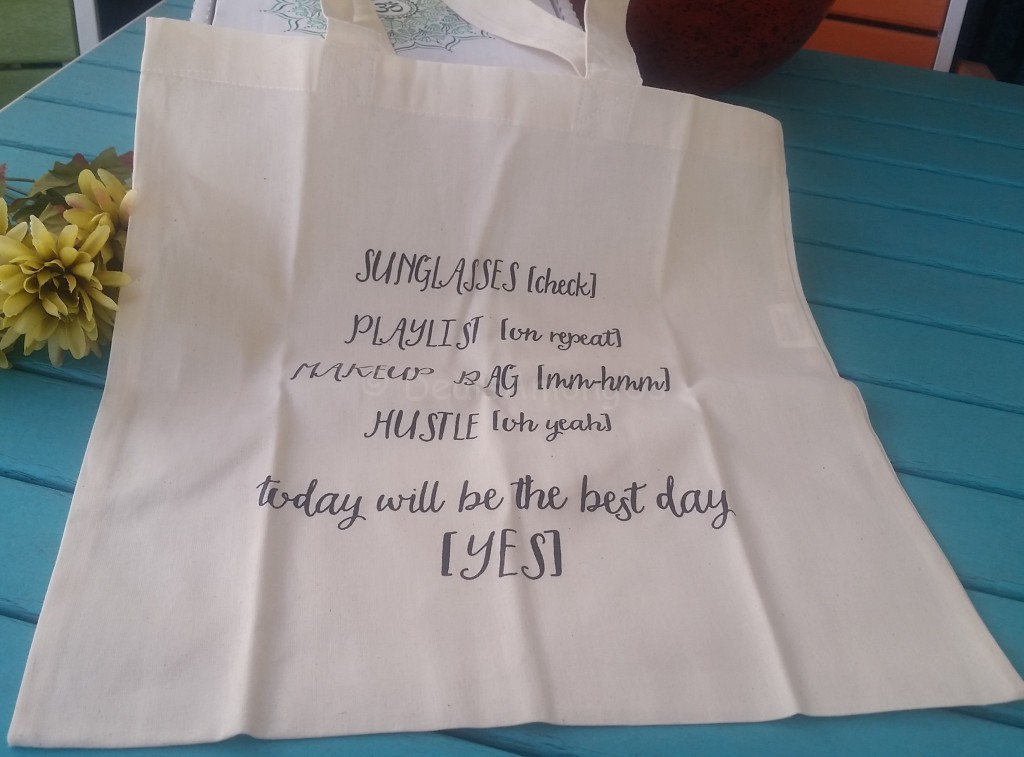 SUNGLASSES [check]
PLAYLIST [on repeat]
MAKEUP BAG [mm-hmm]
HUSTLE [oh yeah]
today will be the best day
[YES]